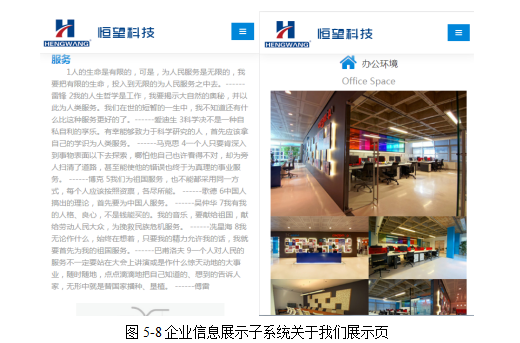 恒望科技
HENGWANG
服务
1人的生命是有限的，可是，为人民服务是无限的，我
要把有限的生命，投入到无限的为人民服务之中去。------
雷锋 2我的人生哲学是工作，我要揭示大自然的奥秘，并以
此为人类服务。我们在世的短暂的一生中，我不知道还有什
么比这种服务更好的了。------爱迪生 3科学决不是一种自
私自利的享乐。有幸能够致力于科学研究的人，首先应该拿
自己的学识为人类服务。 ------马克思 4一个人只要肯深入
到事物表面以下去探索，哪怕他自己也许看得不对，却为旁
人扫清了道路，甚至能使他的错误也终于为真理的事业服
务。 ------博克 5我们为祖国服务，也不能都采用同一方
式，每个人应该按照资禀，各尽所能。 ------歌德 6中国人
搞出的理论，首先要为中国人服务。 ------吴仲华 7我有我
的人格、良心，不是钱能买的。我的音乐，要献给祖国，献
给劳动人民大众，为挽救民族危机服务。 ------冼星海 8我
无论作什么，始终在想着，只要我的精力允许我的话，我就
要首先为我的祖国服务。------巴甫洛夫 9一个人对人民的
服务不一定要站在大会上讲演或是作什么惊天动地的大事
业，随时随地，点点滴滴地把自己知道的、想到的告诉人
家，无形中就是替国家播种、垦植。 ------傅雷
恒望科技
HENGWANG
办公环境
Office Space
图 5-8 企业信息展示子系统关于我们展示页